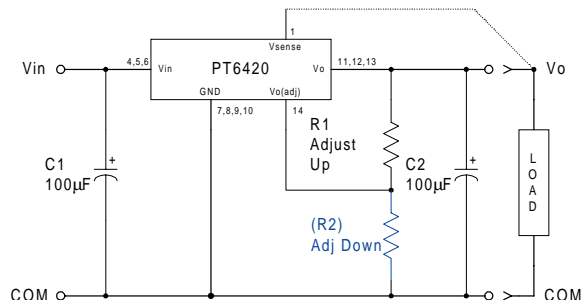 1
Vsense
Vin
4,5,6
Vin
PT6420
Vo
11,12,13
Vo
GND
Vo(adj)
7,8,9,10
14
R1
Adjust
Up
C1
100µF
+
C2
100µF
+
LOAD
(R2)
Adj Down
COM
COM